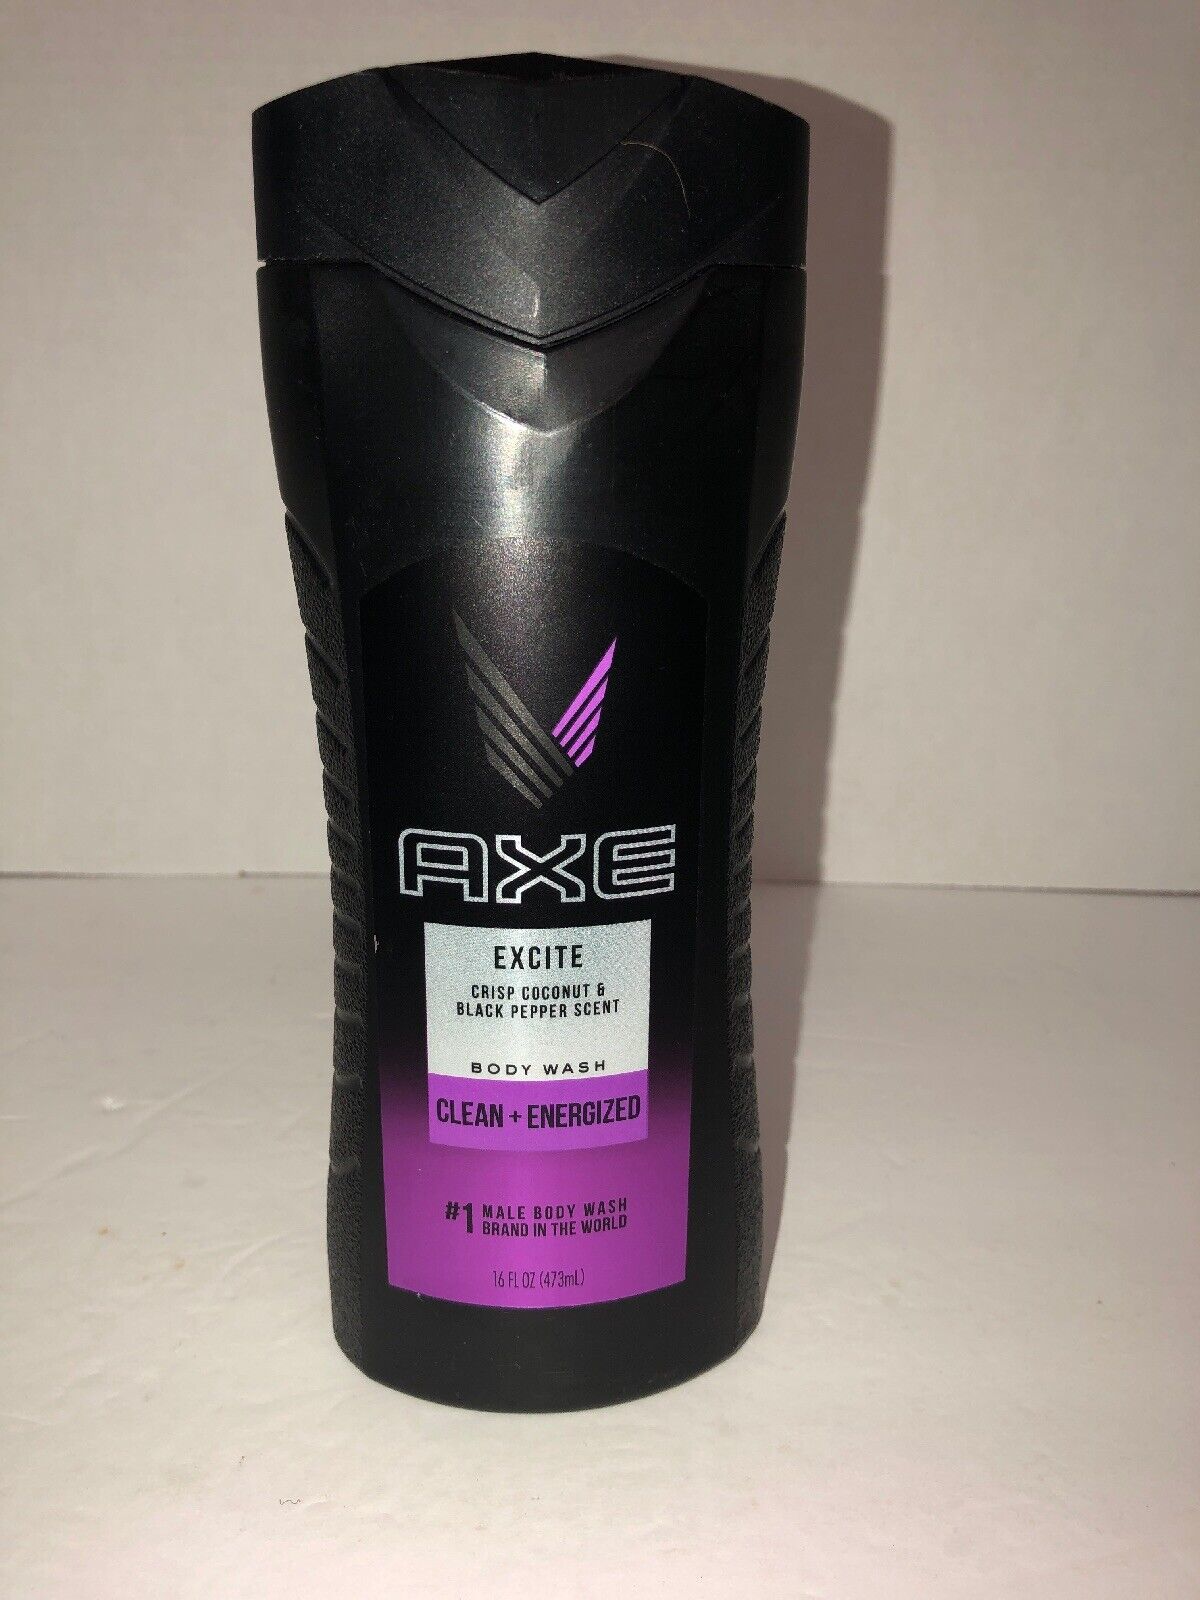 AXE
EXCITE
CRISP COCONUT &
BLACK PEPPER SCENT
BODY WASH
CLEAN + ENERGIZED
#1 MALE BODY WASH
BRAND IN THE WORLD
16 FL OZ (473mL)